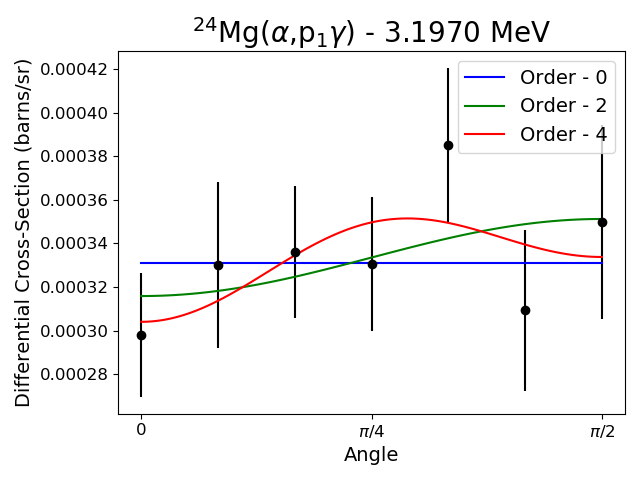 ²⁴Mg(α,p₁γ) - 3.1970 MeV
Differential Cross-Section (barns/sr)
0.00042
0.00040
0.00038
0.00036
0.00034
0.00032
0.00030
0.00028
Order - 0
Order - 2
Order - 4
0
π/4
π/2
Angle